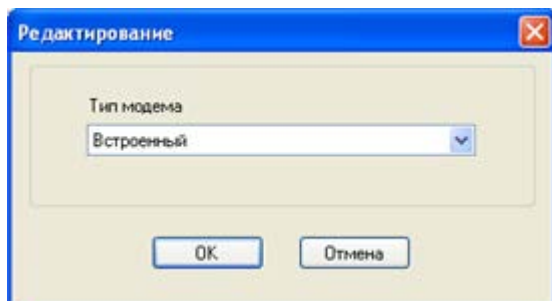 Редактирование
Тип модема
Встроенный
OK
Отмена